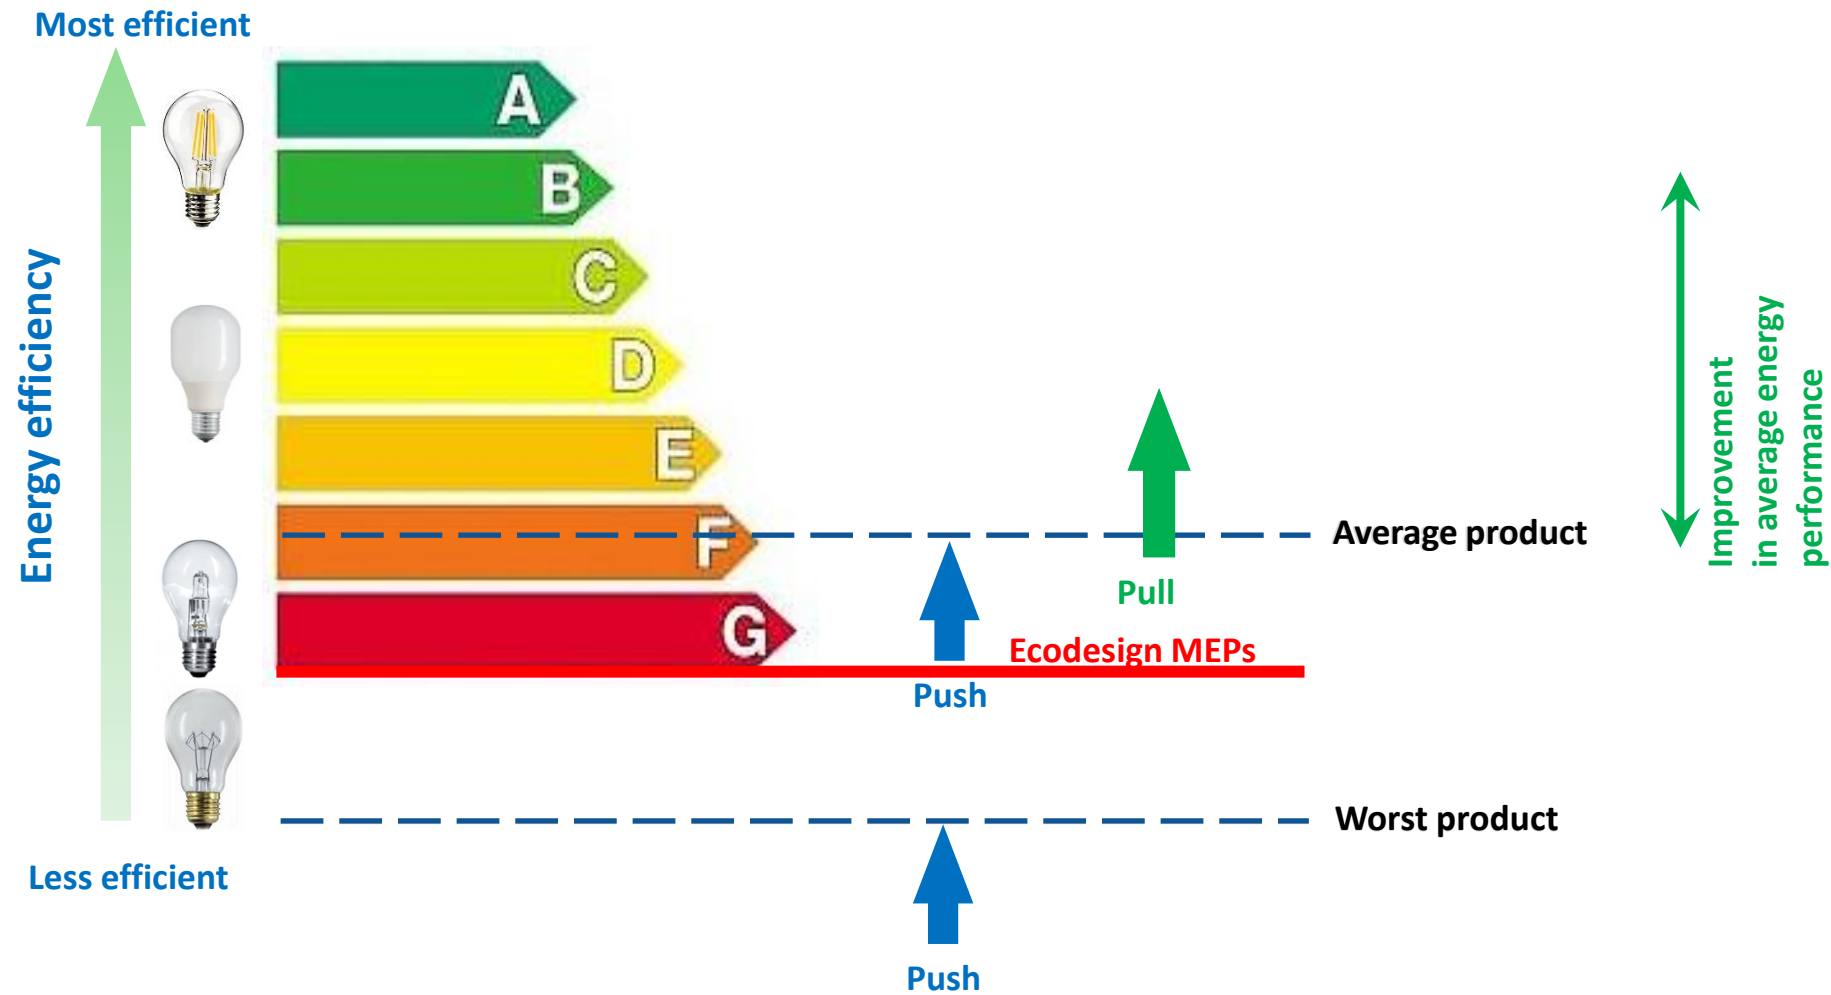 Most efficient
Energy efficiency
A
B
C
D
E
F
G
Average product
Pull
Ecodesign MEPs
Push
Worst product
Less efficient
Push
Improvement
in average energy
performance